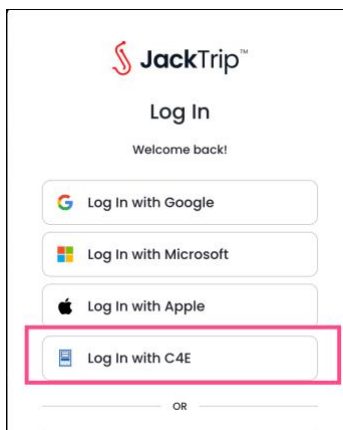 JackTrip™
Log In
Welcome back!
Log In with Google
Log In with Microsoft
Log In with Apple
Log In with C4E
OR